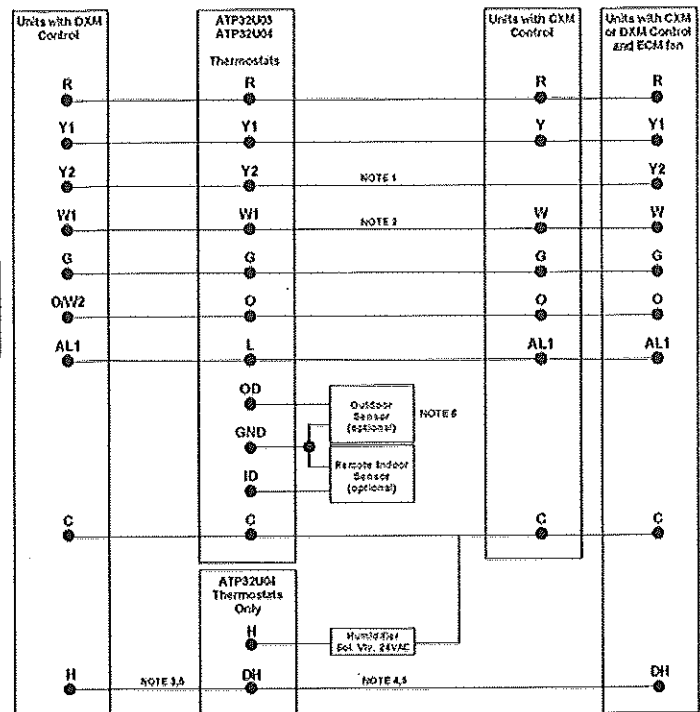 Units with DXM
Control
ATP32U03
ATP32U04
Thermostats
Units with CXM
Control
Units with CXM
or DXM Control
and ECM fan
R
R
R
R
Y1
Y1
Y
Y1
Y2
Y2
NOTE 1
Y2
W1
W1
NOTE 2
W
W
G
G
G
G
O/W2
O
O
O
AL1
L
AL1
AL1
OD
Outdoor
Sensor
(optional)
NOTE 6
GND
Remote Indoor
Sensor
(optional)
ID
C
C
C
C
ATP32U04
Thermostats
Only
H
Humidifier
Sol. Vlv. 24VAC
H
NOTE 3,5
DH
NOTE 4,5
DH